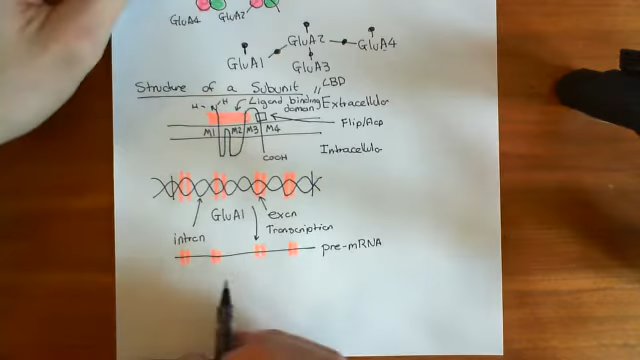 GluA4 GluA2
GluA2
GluA4
GluA1
GluA3
Structure of a Subunit
LBD
H
Ligand binding domain
Extracellular
Flip/Flop
M1 M2 M3 M4
Intracellular
COOH
GluA1
exon
intron
Transcription
pre-mRNA